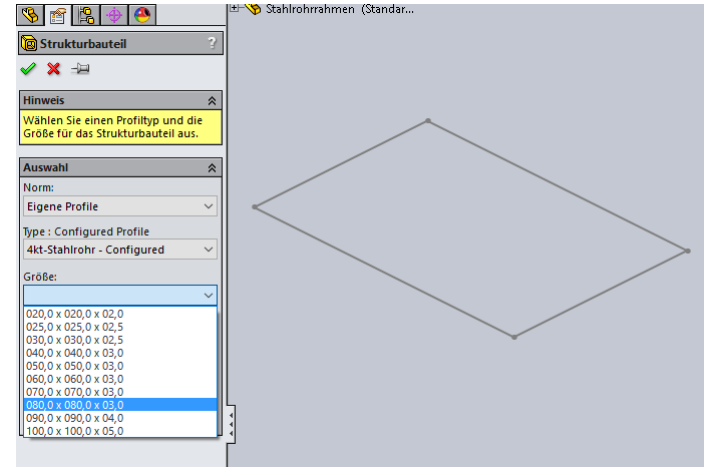 Stahlrohrrahmen (Standar...
Strukturbauteil ?
Hinweis
Wählen Sie einen Profiltyp und die
Größe für das Strukturbauteil aus.
Auswahl
Norm:
Eigene Profile
Type : Configured Profile
4kt-Stahlrohr - Configured
Größe:
020,0 x 020,0 x 02,0
025,0 x 025,0 x 02,5
030,0 x 030,0 x 02,5
040,0 x 040,0 x 03,0
050,0 x 050,0 x 03,0
060,0 x 060,0 x 03,0
070,0 x 070,0 x 03,0
080,0 x 080,0 x 03,0
090,0 x 090,0 x 04,0
100,0 x 100,0 x 05,0